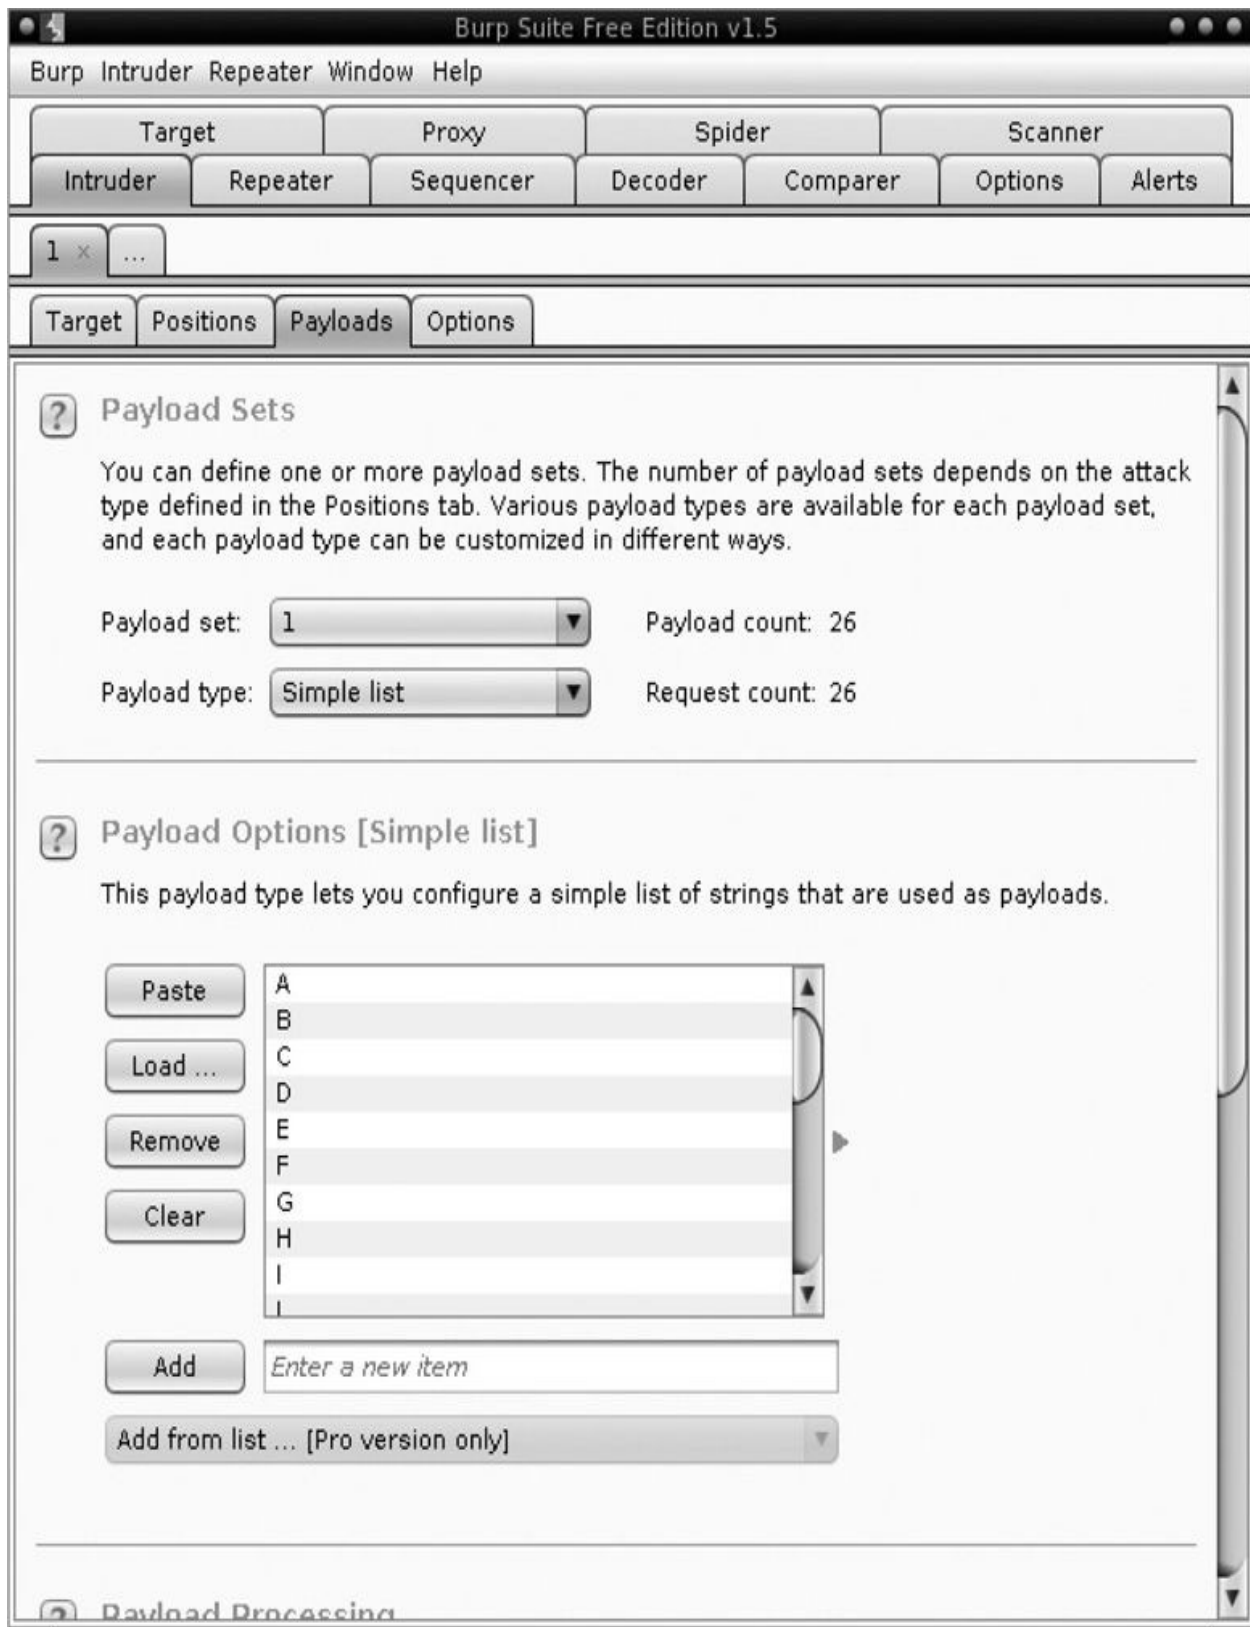 Burp Suite Free Edition v1.5
Burp Intruder Repeater Window Help
Target Proxy Spider Scanner
Intruder Repeater Sequencer Decoder Comparer Options Alerts
1 × ...
Target Positions Payloads Options
? Payload Sets
You can define one or more payload sets. The number of payload sets depends on the attack
type defined in the Positions tab. Various payload types are available for each payload set,
and each payload type can be customized in different ways.
Payload set: 1 Payload count: 26
Payload type: Simple list Request count: 26
? Payload Options [Simple list]
This payload type lets you configure a simple list of strings that are used as payloads.
Paste
Load ...
Remove
Clear
A
B
C
D
E
F
G
H
I
Add Enter a new item
Add from list ... [Pro version only]
? Payload Processing